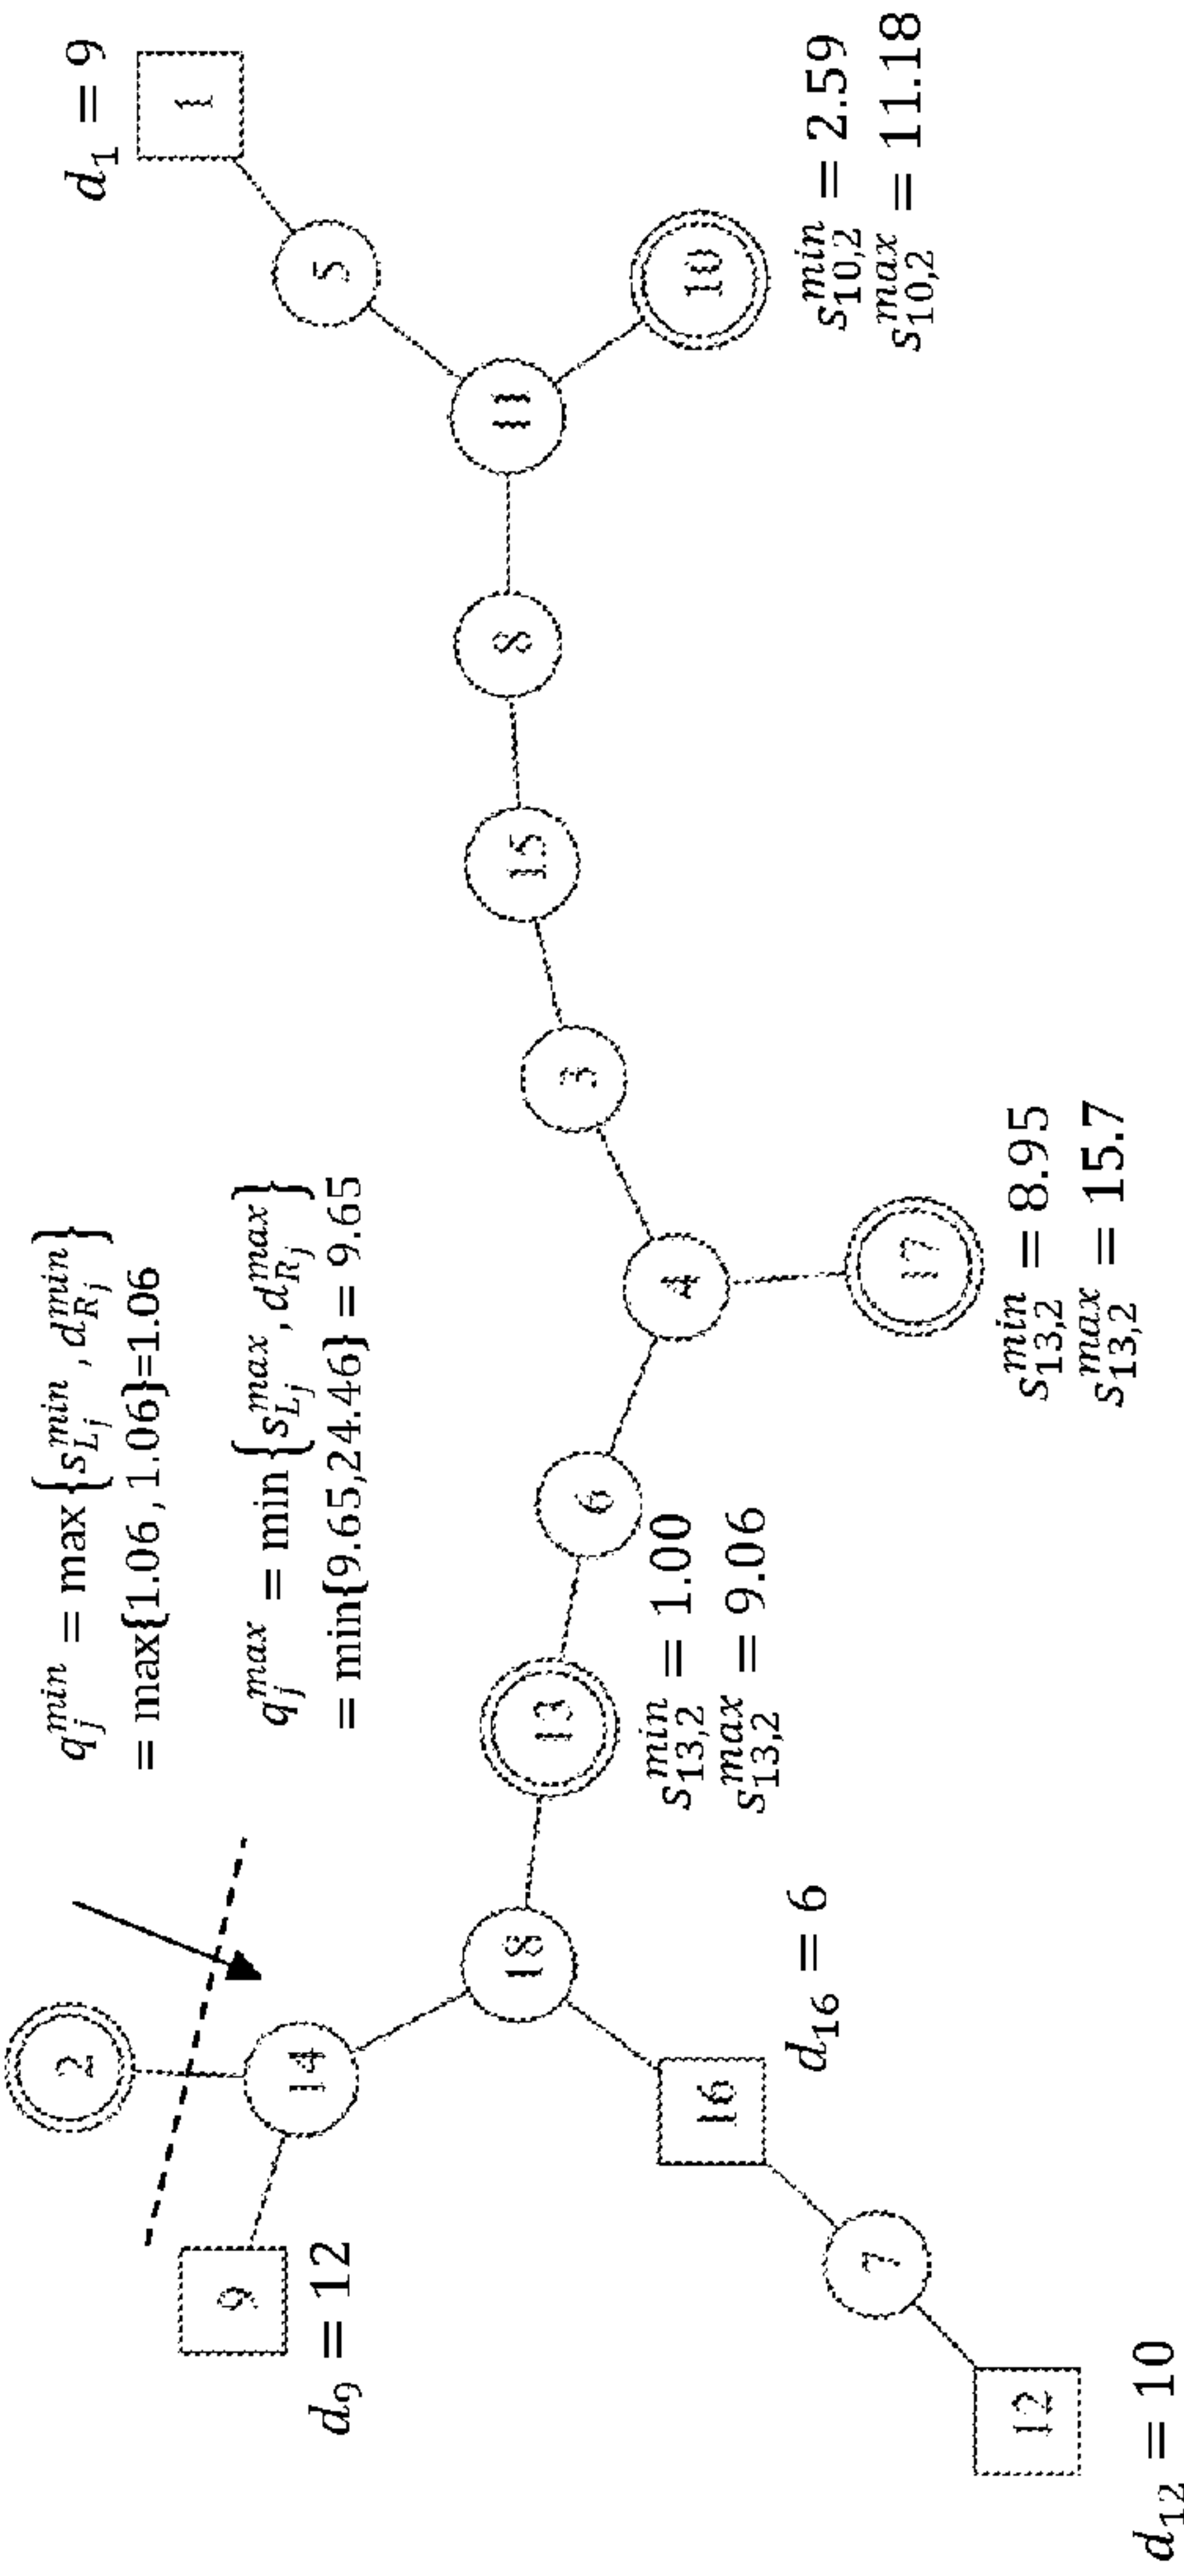 2
q_j^{min} = max{s_{L_j}^{min} , d_{R_j}^{min}}
= max{1.06 , 1.06}=1.06
q_j^{max} = min{s_{L_j}^{max} , d_{R_j}^{max}}
= min{9.65,24.46} = 9.65
d_1 = 9
1
9
d_9 = 12
14
5
18
13
6
3
15
8
11
10
s_{10,2}^{min} = 2.59
s_{10,2}^{max} = 11.18
s_{13,2}^{min} = 1.00
s_{13,2}^{max} = 9.06
4
16
d_{16} = 6
7
17
s_{13,2}^{min} = 8.95
s_{13,2}^{max} = 15.7
12
d_{12} = 10